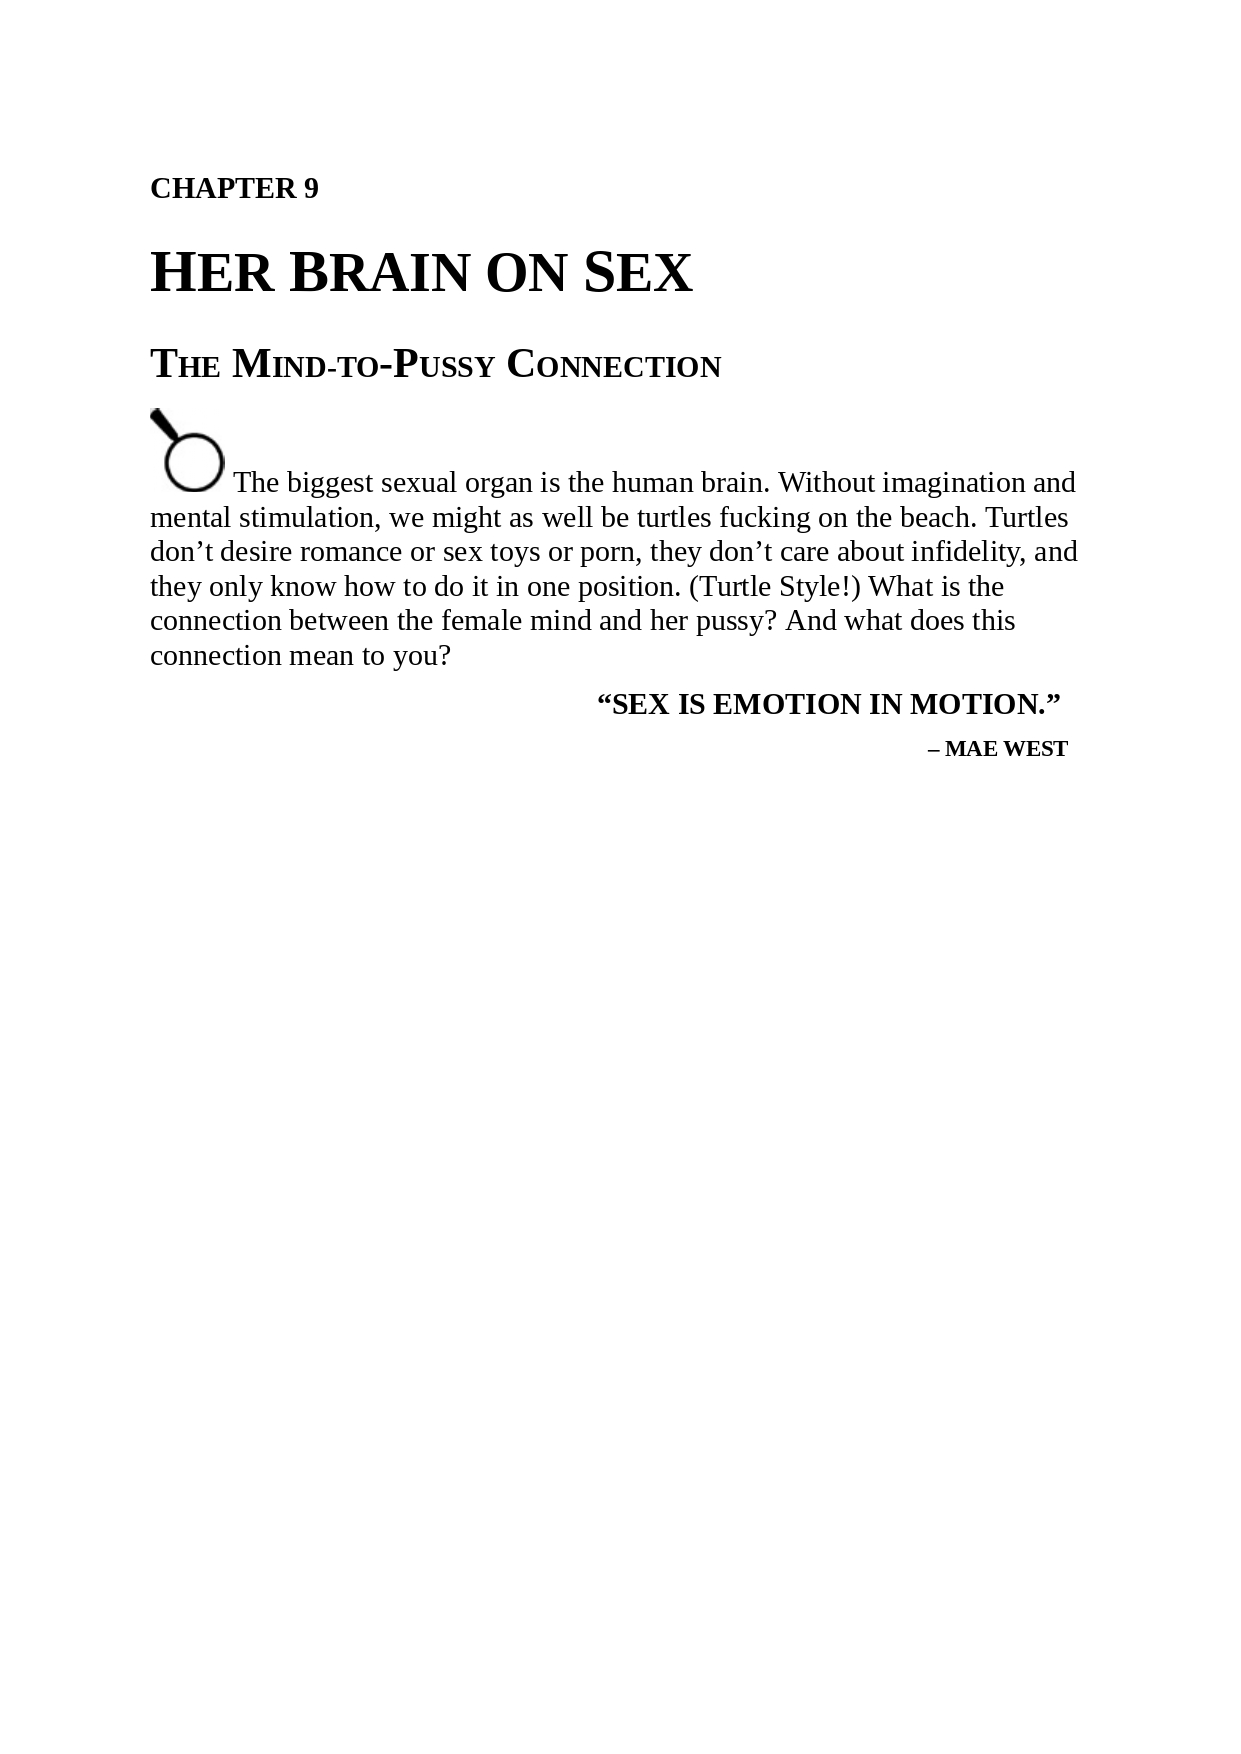 CHAPTER 9
HER BRAIN ON SEX
THE MIND-TO-PUSSY CONNECTION
The biggest sexual organ is the human brain. Without imagination and
mental stimulation, we might as well be turtles fucking on the beach. Turtles
don’t desire romance or sex toys or porn, they don’t care about infidelity, and
they only know how to do it in one position. (Turtle Style!) What is the
connection between the female mind and her pussy? And what does this
connection mean to you?
“SEX IS EMOTION IN MOTION.”
– MAE WEST